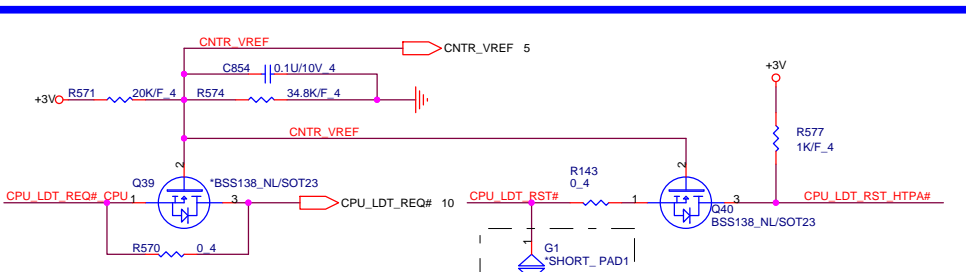 CNTR_VREF
CNTR_VREF 5
C854 0.1U/10V_4
+3V
+3V R571 20K/F_4 R574 34.8K/F_4
R577
1K/F_4
CNTR_VREF
2
2
R143
0_4
Q39 *BSS138_NL/SOT23
CPU_LDT_REQ#_CPU 1 3 CPU_LDT_REQ# 10
CPU_LDT_RST# 1 3 CPU_LDT_RST_HTPA#
Q40
BSS138_NL/SOT23
R570 0_4
1
G1
*SHORT_ PAD1